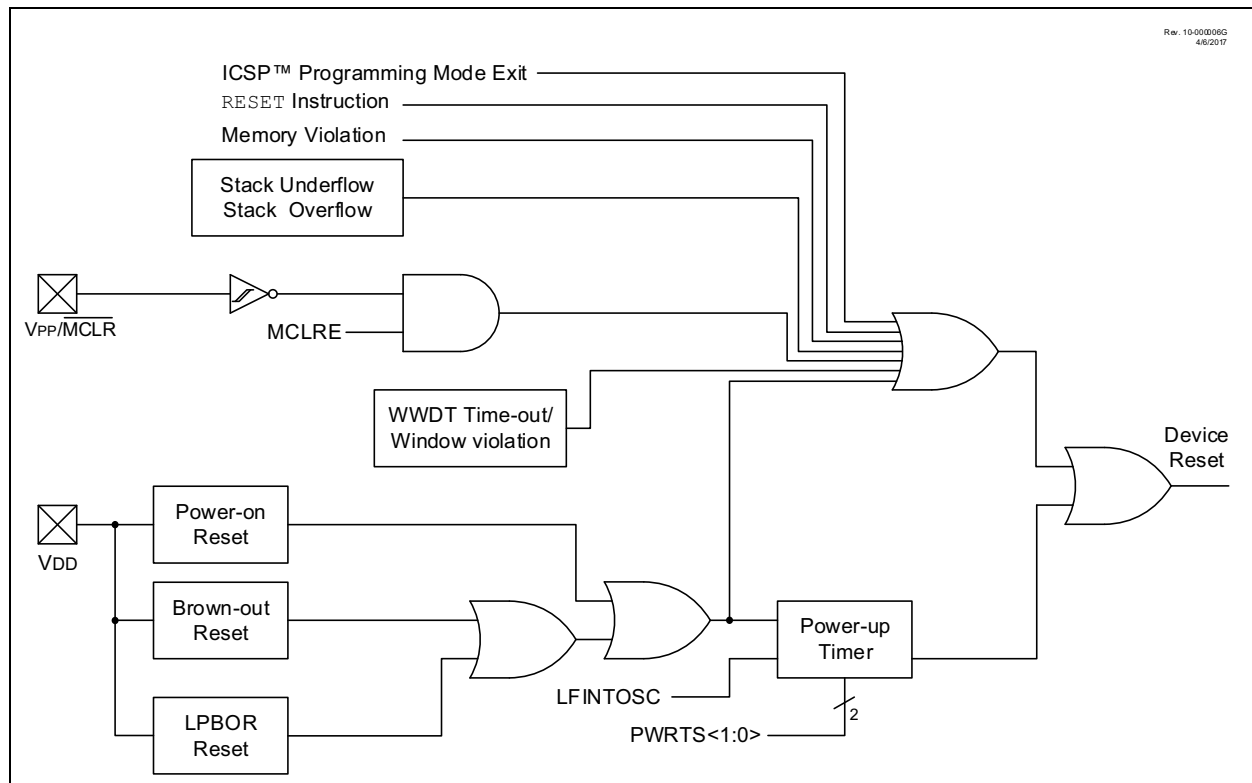 Rev. 10-000006G
4/6/2017
ICSP™ Programming Mode Exit
RESET Instruction
Memory Violation
Stack Underflow
Stack Overflow
VPP/MCLR
MCLRE
WWDT Time-out/
Window violation
Device
Reset
VDD
Power-on
Reset
Brown-out
Reset
LPBOR
Reset
Power-up
Timer
LFINTOSC
2
PWRTS<1:0>